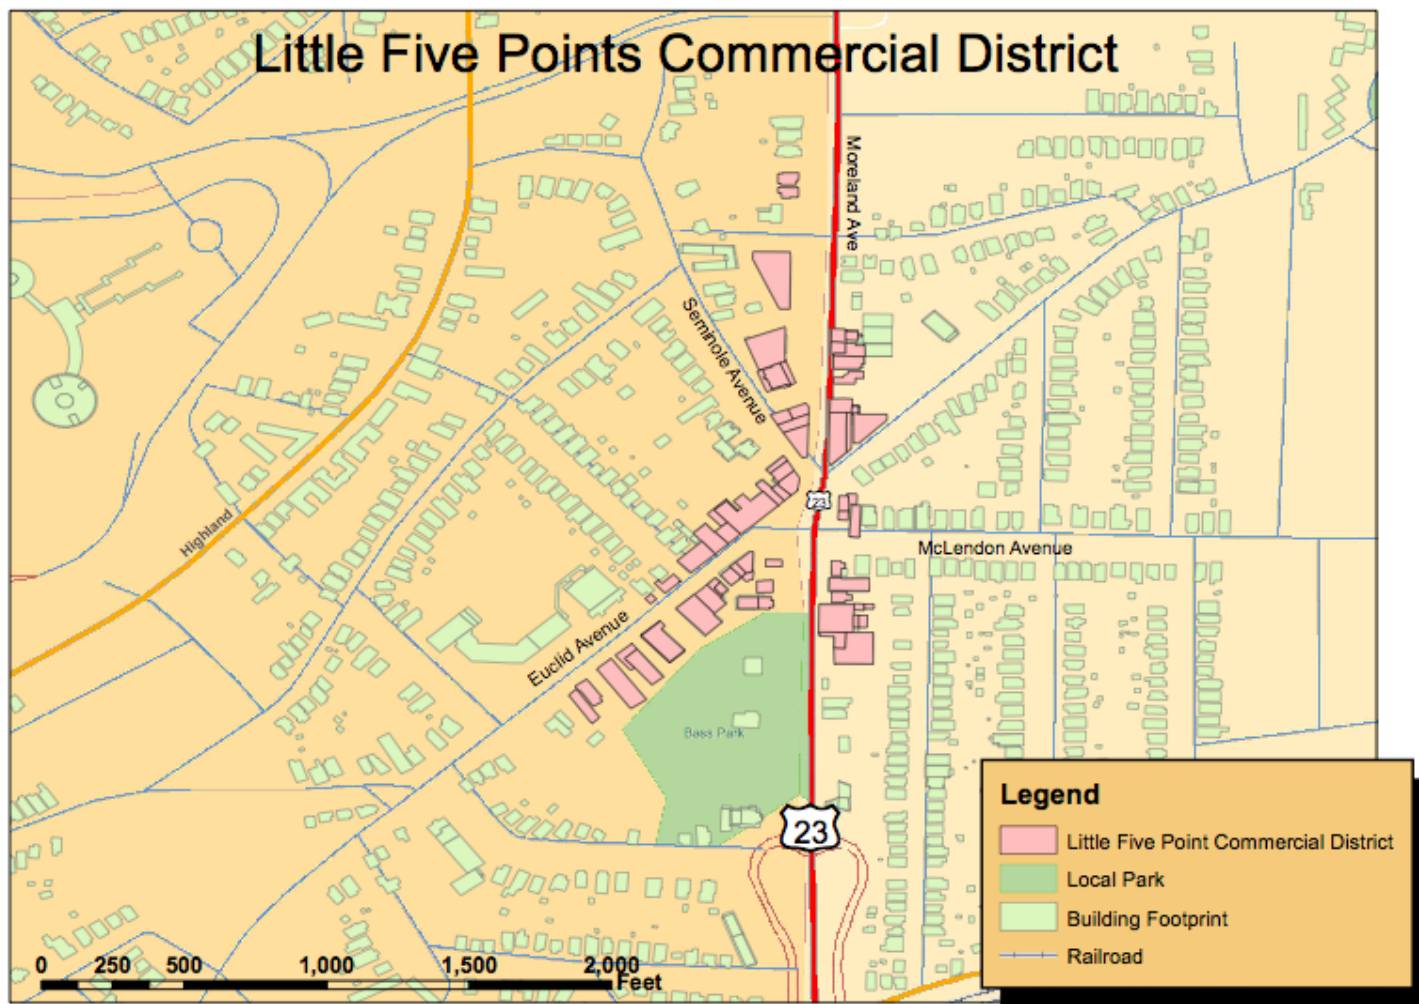 Little Five Points Commercial District
Moreland Ave
Seminole Avenue
Highland
23
McLendon Avenue
Euclid Avenue
Bass Park
23
Legend
Little Five Point Commercial District
Local Park
Building Footprint
Railroad
0 250 500 1,000 1,500 2,000
Feet